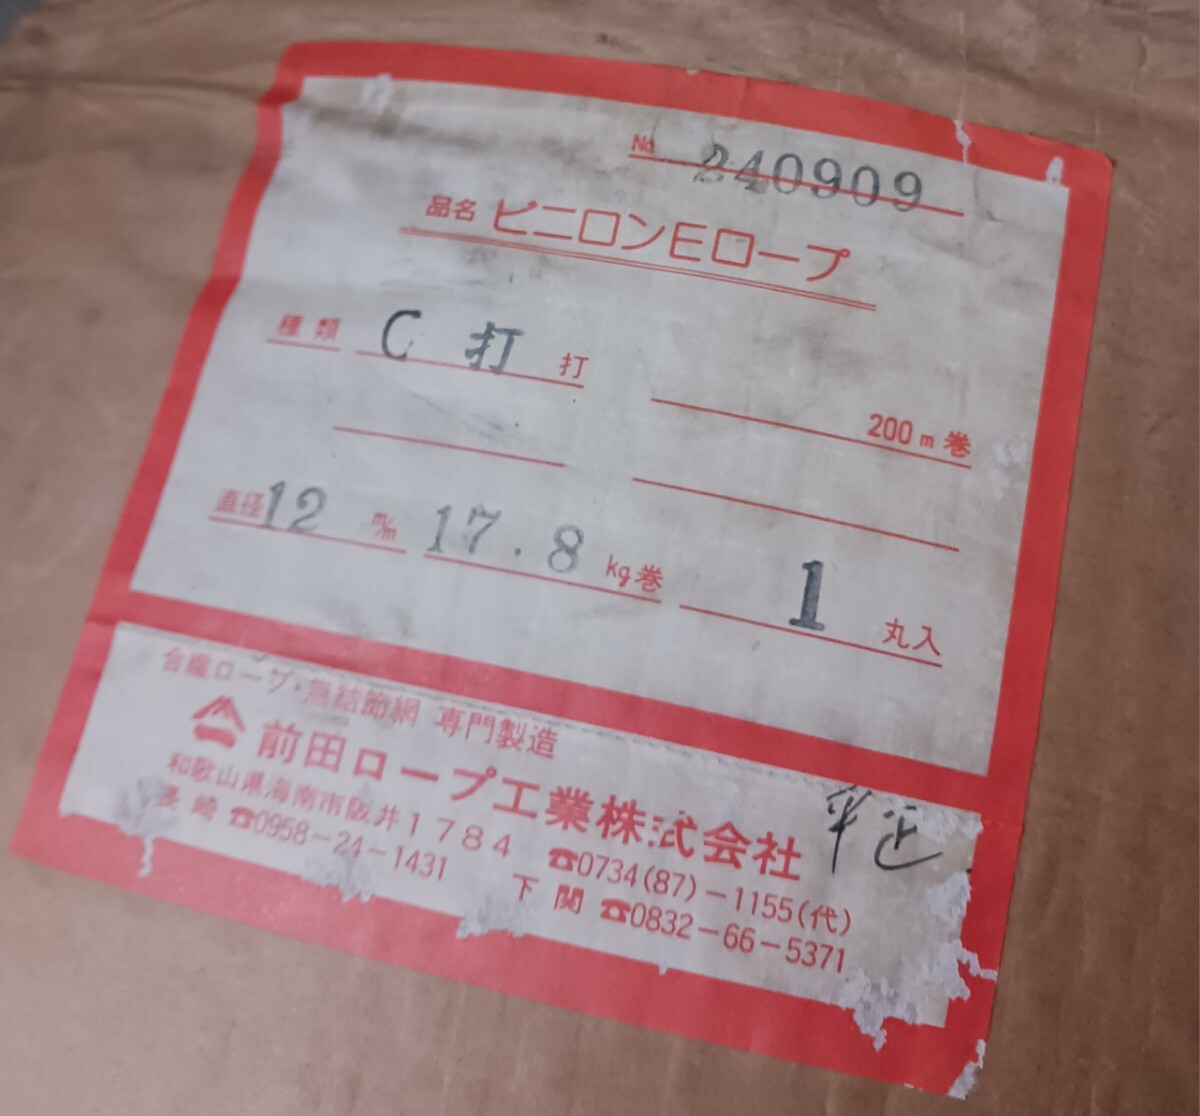 No. 240909
品名 ビニロンEロープ
種類 C 打 打
200m巻
直径 12 m/m 17.8 kg巻 1 丸入
合繊ロープ・無結節網 専門製造
前田ロープ工業株式会社
和歌山県海南市阪井1784 ☎0734(87)-1155(代)
長崎 ☎0958-24-1431 下関 ☎0832-66-5371